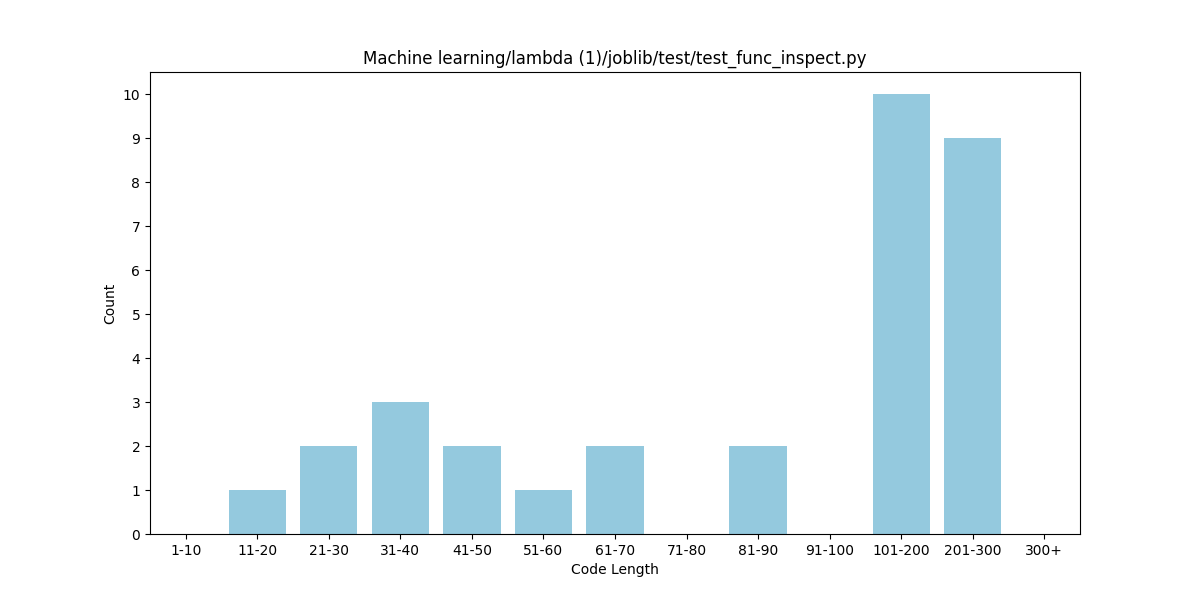 Machine learning/lambda (1)/joblib/test/test_func_inspect.py
10
9
8
7
6
5
4
3
2
1
0
Count
1-10 11-20 21-30 31-40 41-50 51-60 61-70 71-80 81-90 91-100 101-200 201-300 300+
Code Length